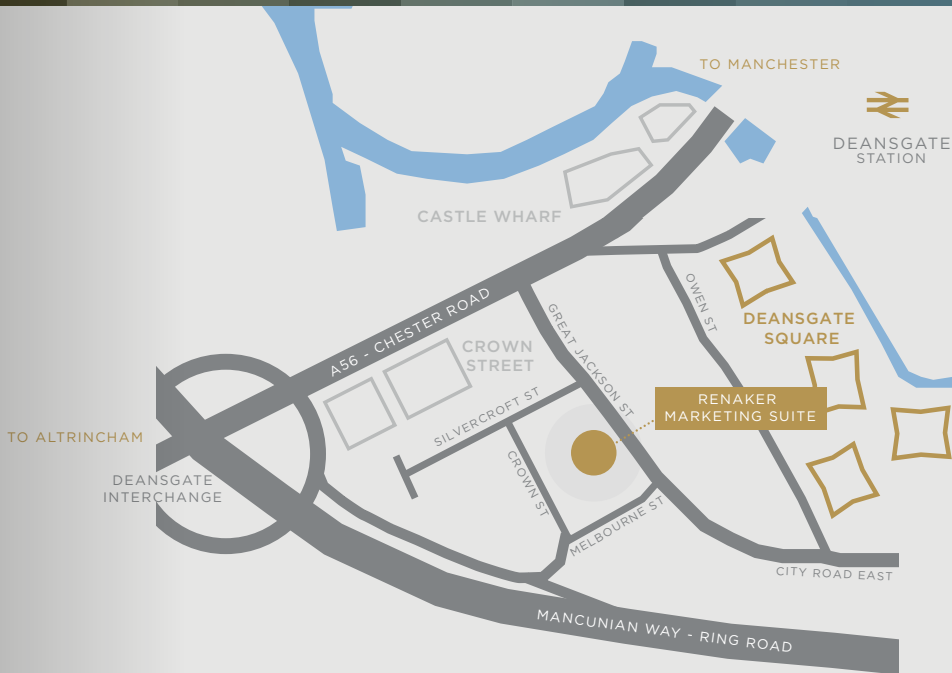 TO MANCHESTER
DEANSGATE
STATION
CASTLE WHARF
A56 - CHESTER ROAD
OWEN ST
GREAT JACKSON ST
DEANSGATE
SQUARE
CROWN
STREET
SILVERCROFT ST
RENAKER
MARKETING SUITE
TO ALTRINCHAM
DEANSGATE
INTERCHANGE
CROWN ST
MELBOURNE ST
CITY ROAD EAST
MANCUNIAN WAY - RING ROAD